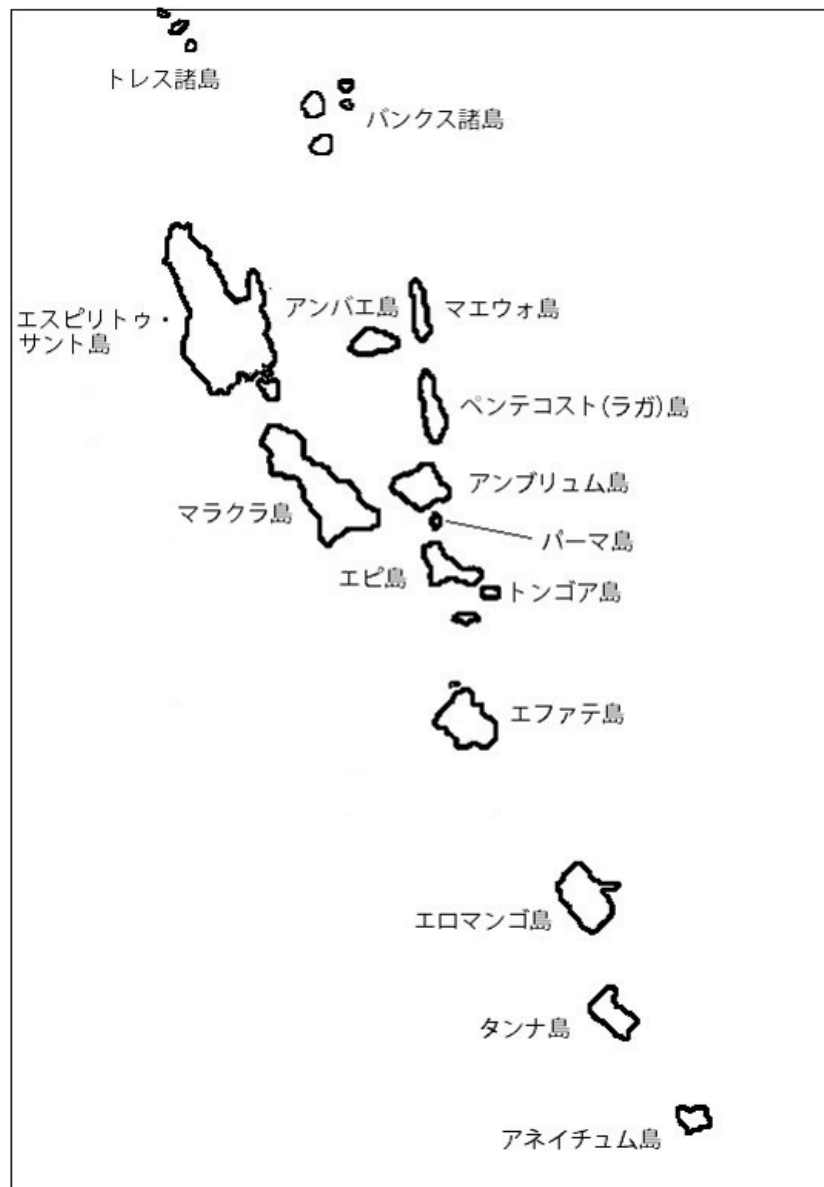 トレス諸島
バンクス諸島
アンバエ島
マエウォ島
エスピリトゥ・
サント島
ペンテコスト(ラガ)島
アンブリュム島
マラクラ島
パーマ島
エピ島
トンゴア島
エファテ島
エロマンゴ島
タンナ島
アネイチュム島